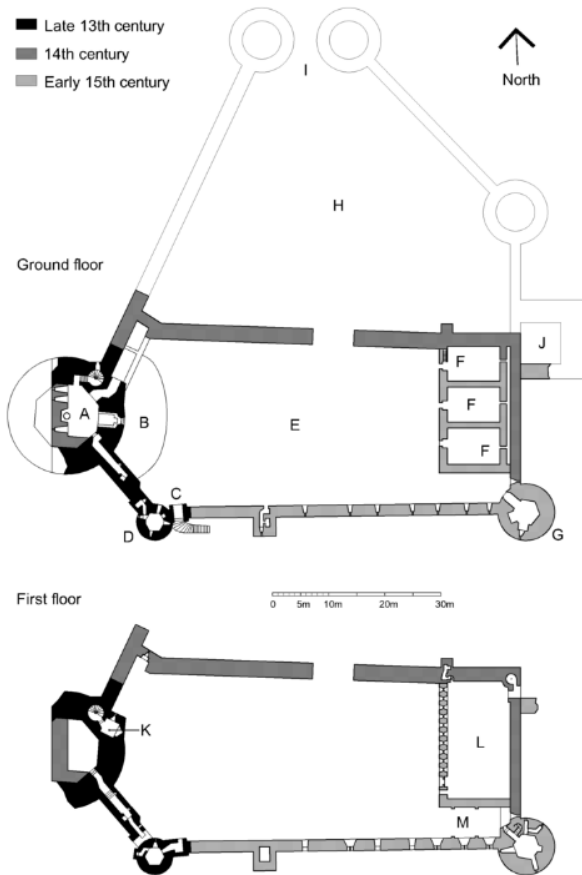 Late 13th century
14th century
Early 15th century
I
North
H
Ground floor
J
F
A
B
E
F
F
C
D
G
First floor
0 5m 10m 20m 30m
K
L
M